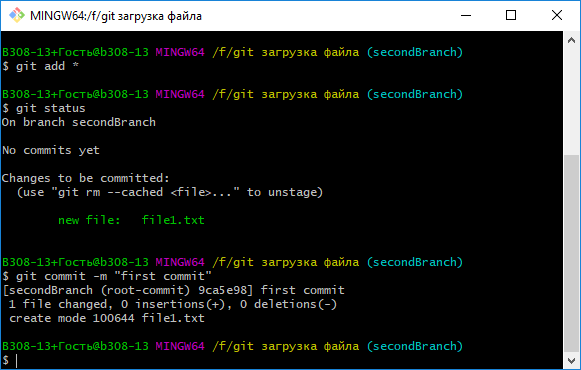 MINGW64:/f/git загрузка файла
B308-13+Гость@b308-13 MINGW64 /f/git загрузка файла (secondBranch)
$ git add *
B308-13+Гость@b308-13 MINGW64 /f/git загрузка файла (secondBranch)
$ git status
On branch secondBranch
No commits yet
Changes to be committed:
  (use "git rm --cached <file>..." to unstage)
        new file:   file1.txt
B308-13+Гость@b308-13 MINGW64 /f/git загрузка файла (secondBranch)
$ git commit -m "first commit"
[secondBranch (root-commit) 9ca5e98] first commit
 1 file changed, 0 insertions(+), 0 deletions(-)
 create mode 100644 file1.txt
B308-13+Гость@b308-13 MINGW64 /f/git загрузка файла (secondBranch)
$